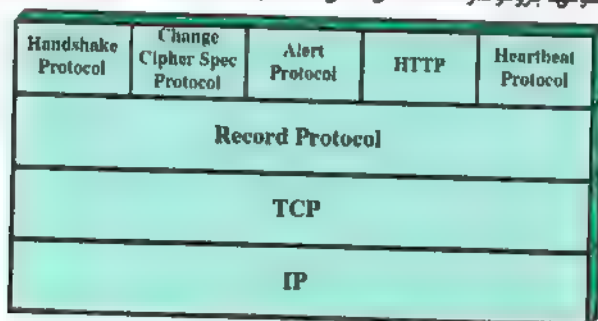 Handshake
Protocol
Change
Cipher Spec
Protocol
Alert
Protocol
HTTP
Heartbeat
Protocol
Record Protocol
TCP
IP